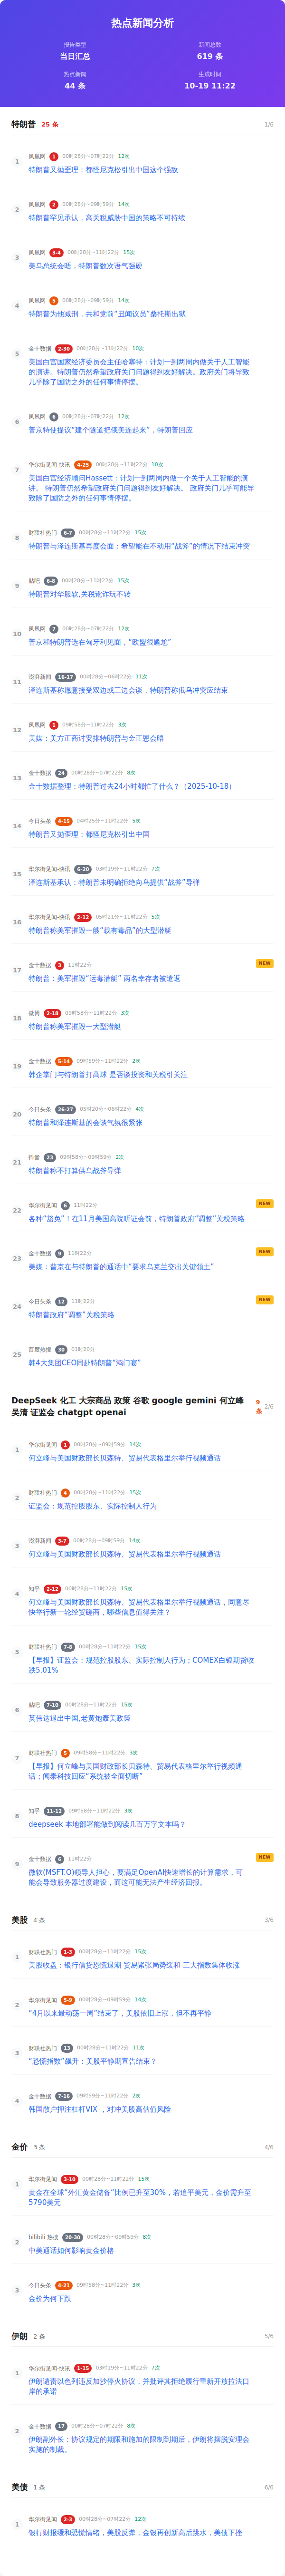 热点新闻分析
报告类型
当日汇总
新闻总数
619 条
热点新闻
44 条
生成时间
10-19 11:22
特朗普 25 条 1/6
1
凤凰网 1 00时28分~07时22分 12次
特朗普又抛歪理：都怪尼克松引出中国这个强敌
2
凤凰网 2 00时28分~09时59分 14次
特朗普罕见承认，高关税威胁中国的策略不可持续
3
凤凰网 3-4 00时28分~11时22分 15次
美乌总统会晤，特朗普数次语气强硬
4
凤凰网 5 00时28分~09时59分 14次
特朗普为他减刑，共和党前“丑闻议员”桑托斯出狱
5
金十数据 2-30 00时28分~11时22分 10次
美国白宫国家经济委员会主任哈塞特：计划一到两周内做关于人工智能
的演讲。特朗普仍然希望政府关门问题得到友好解决。政府关门将导致
几乎除了国防之外的任何事情停摆。
6
凤凰网 6 00时28分~07时22分 12次
普京特使提议“建个隧道把俄美连起来”，特朗普回应
7
华尔街见闻-快讯 4-25 00时28分~11时22分 10次
美国白宫经济顾问Hassett：计划一到两周内做一个关于人工智能的演
讲。 特朗普仍然希望政府关门问题得到友好解决。 政府关门几乎可能导
致除了国防之外的任何事情停摆。
8
财联社热门 6-7 00时28分~11时22分 15次
特朗普与泽连斯基再度会面：希望能在不动用“战斧”的情况下结束冲突
9
贴吧 6-8 00时28分~11时22分 15次
特朗普对华服软,关税讹诈玩不转
10
凤凰网 7 00时28分~07时22分 12次
普京和特朗普选在匈牙利见面，“欧盟很尴尬”
11
澎湃新闻 16-17 00时28分~06时22分 11次
泽连斯基称愿意接受双边或三边会谈，特朗普称俄乌冲突应结束
12
凤凰网 1 09时58分~11时22分 3次
美媒：美方正商讨安排特朗普与金正恩会晤
13
金十数据 24 00时28分~07时22分 8次
金十数据整理：特朗普过去24小时都忙了什么？（2025-10-18）
14
今日头条 4-15 04时25分~11时22分 5次
特朗普又抛歪理：都怪尼克松引出中国
15
华尔街见闻-快讯 6-20 03时19分~11时22分 7次
泽连斯基承认：特朗普未明确拒绝向乌提供“战斧”导弹
16
华尔街见闻-快讯 2-12 05时21分~11时22分 5次
特朗普称美军摧毁一艘“载有毒品”的大型潜艇
17
金十数据 3 11时22分
NEW
特朗普：美军摧毁“运毒潜艇” 两名幸存者被遣返
18
微博 2-18 09时58分~11时22分 3次
特朗普称美军摧毁一大型潜艇
19
金十数据 5-14 09时59分~11时22分 2次
韩企掌门与特朗普打高球 是否谈投资和关税引关注
20
今日头条 26-27 05时20分~06时22分 4次
特朗普和泽连斯基的会谈气氛很紧张
21
抖音 23 09时58分~09时59分 2次
特朗普称不打算供乌战斧导弹
22
华尔街见闻 6 11时22分
NEW
各种“豁免”！在11月美国高院听证会前，特朗普政府“调整”关税策略
23
金十数据 9 11时22分
NEW
美媒：普京在与特朗普的通话中“要求乌克兰交出关键领土”
24
今日头条 12 11时22分
NEW
特朗普政府“调整”关税策略
25
百度热搜 30 01时20分
韩4大集团CEO同赴特朗普“鸿门宴”
DeepSeek 化工 大宗商品 政策 谷歌 google gemini 何立峰
吴清 证监会 chatgpt openai
9
条
2/6
1
华尔街见闻 1 00时28分~09时59分 14次
何立峰与美国财政部长贝森特、贸易代表格里尔举行视频通话
2
财联社热门 4 00时28分~11时22分 15次
证监会：规范控股股东、实际控制人行为
3
澎湃新闻 3-7 00时28分~09时59分 14次
何立峰与美国财政部长贝森特、贸易代表格里尔举行视频通话
4
知乎 2-12 00时28分~11时22分 15次
何立峰与美国财政部长贝森特、贸易代表格里尔举行视频通话，同意尽
快举行新一轮经贸磋商，哪些信息值得关注？
5
财联社热门 7-8 00时28分~11时22分 15次
【早报】证监会：规范控股股东、实际控制人行为；COMEX白银期货收
跌5.01%
6
贴吧 7-10 00时28分~11时22分 15次
英伟达退出中国,老黄炮轰美政策
7
财联社热门 5 09时58分~11时22分 3次
【早报】何立峰与美国财政部长贝森特、贸易代表格里尔举行视频通
话；闻泰科技回应“系统被全面切断”
8
知乎 11-12 09时58分~11时22分 3次
deepseek 本地部署能做到阅读几百万字文本吗？
9
金十数据 6 11时22分
NEW
微软(MSFT.O)领导人担心，要满足OpenAI快速增长的计算需求，可
能会导致服务器过度建设，而这可能无法产生经济回报。
美股 4 条 3/6
1
财联社热门 1-3 00时28分~11时22分 15次
美股收盘：银行信贷恐慌退潮 贸易紧张局势缓和 三大指数集体收涨
2
华尔街见闻 5-9 00时28分~09时59分 14次
“4月以来最动荡一周”结束了，美股依旧上涨，但不再平静
3
财联社热门 13 00时28分~11时22分 11次
“恐慌指数”飙升：美股平静期宣告结束？
4
金十数据 7-16 09时59分~11时22分 2次
韩国散户押注杠杆VIX ，对冲美股高估值风险
金价 3 条 4/6
1
华尔街见闻 3-10 00时28分~11时22分 15次
黄金在全球“外汇黄金储备”比例已升至30%，若追平美元，金价需升至
5790美元
2
bilibili 热搜 20-30 00时28分~09时59分 8次
中美通话如何影响黄金价格
3
今日头条 4-21 09时58分~11时22分 3次
金价为何下跌
伊朗 2 条 5/6
1
华尔街见闻-快讯 1-15 03时19分~11时22分 7次
伊朗谴责以色列违反加沙停火协议，并批评其拒绝履行重新开放拉法口
岸的承诺
2
金十数据 17 00时28分~07时22分 8次
伊朗副外长：协议规定的期限和施加的限制到期后，伊朗将摆脱安理会
实施的制裁。
美债 1 条 6/6
1
华尔街见闻 2-3 00时28分~07时22分 12次
银行财报缓和恐慌情绪，美股反弹，金银再创新高后跳水，美债下挫